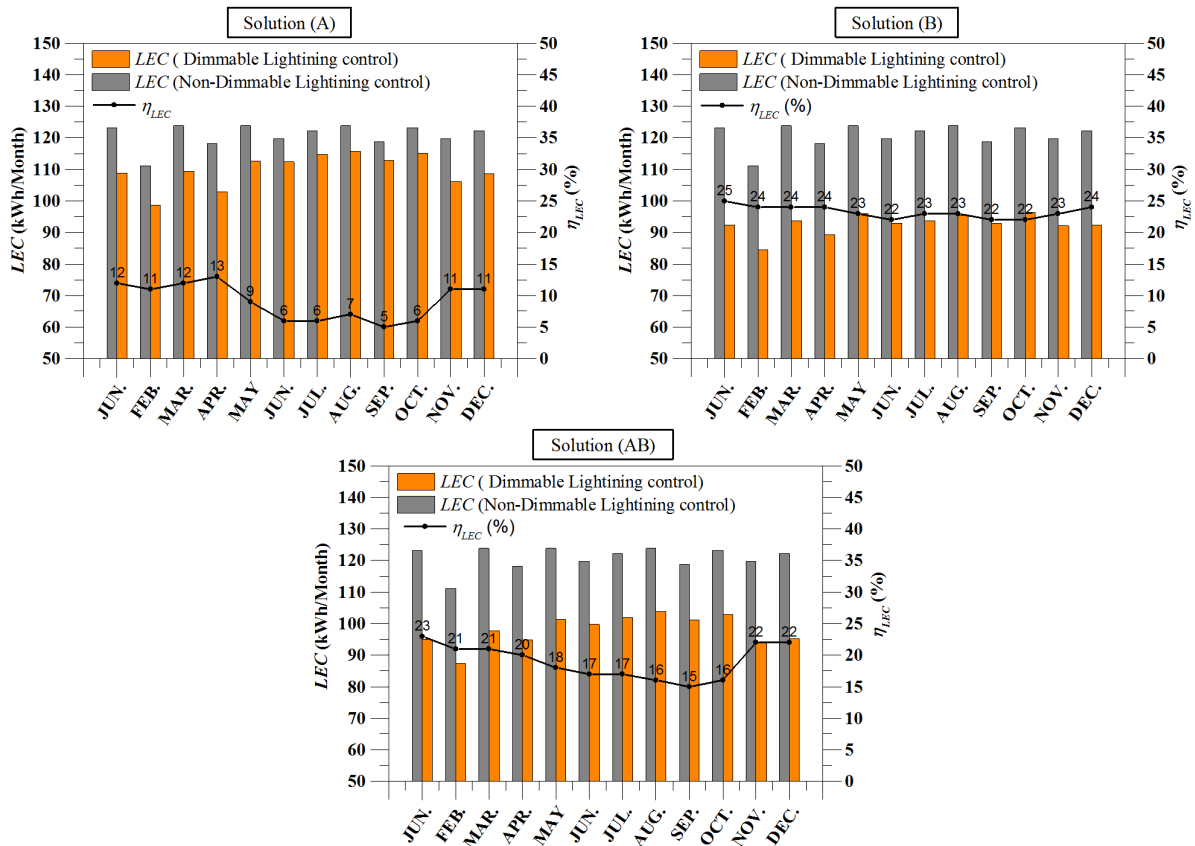 Solution (A)
LEC ( Dimmable Lightining control)
LEC (Non-Dimmable Lightining control)
η LEC
150
140
130
120
110
100
90
80
70
60
50
LEC (kWh/Month)
50
45
40
35
30
25
20
15
10
5
0
η LEC (%)
12 11 12 13 9 6 6 7 5 6 11 11
JUN. FEB. MAR. APR. MAY JUN. JUL. AUG. SEP. OCT. NOV. DEC.
Solution (B)
LEC ( Dimmable Lightining control)
LEC (Non-Dimmable Lightining control)
η LEC (%)
150
140
130
120
110
100
90
80
70
60
50
LEC (kWh/Month)
50
45
40
35
30
25
20
15
10
5
0
η LEC (%)
25 24 24 24 23 22 23 23 22 22 23 24
JUN. FEB. MAR. APR. MAY JUN. JUL. AUG. SEP. OCT. NOV. DEC.
Solution (AB)
LEC ( Dimmable Lightining control)
LEC (Non-Dimmable Lightining control)
η LEC (%)
150
140
130
120
110
100
90
80
70
60
50
LEC (kWh/Month)
50
45
40
35
30
25
20
15
10
5
0
η LEC (%)
23 21 21 20 18 17 17 16 15 16 22 22
JUN. FEB. MAR. APR. MAY JUN. JUL. AUG. SEP. OCT. NOV. DEC.